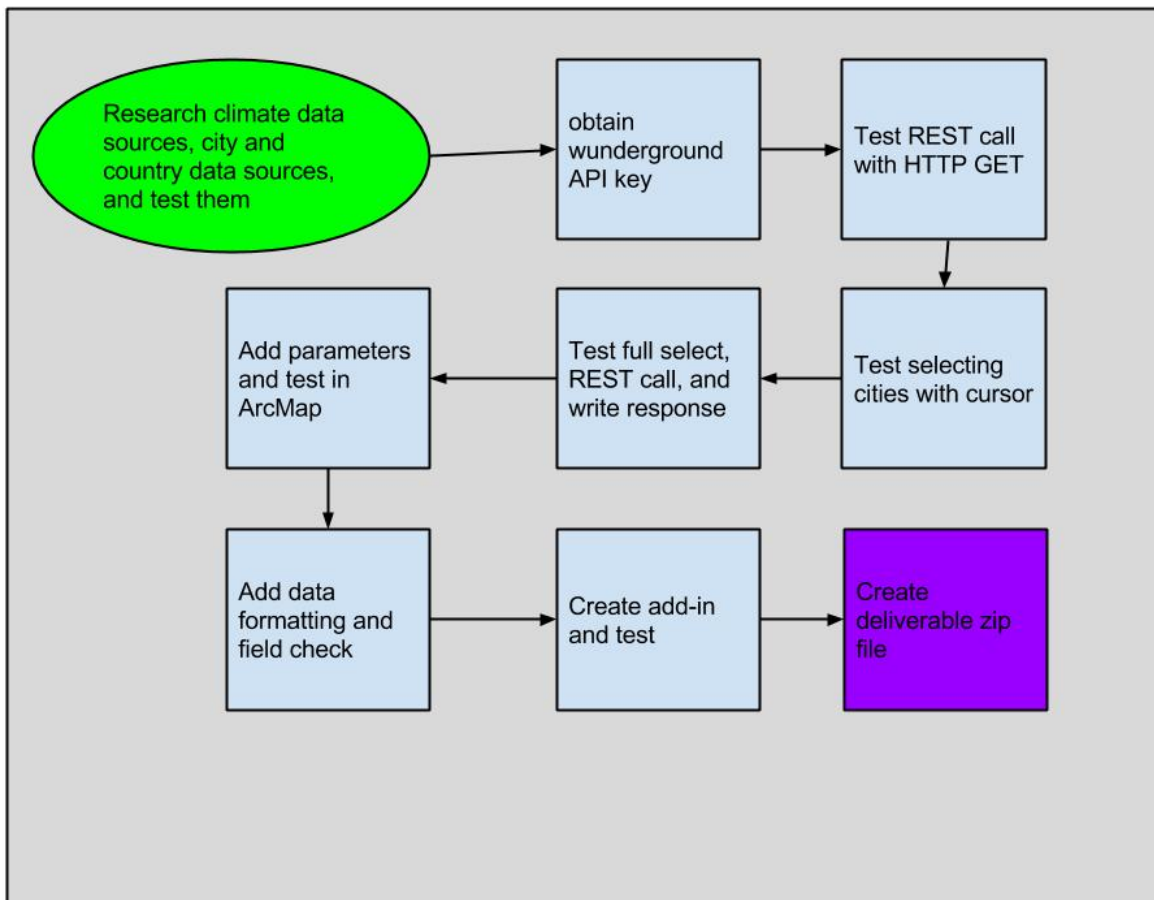 Research climate data
sources, city and
country data sources,
and test them
obtain
wunderground
API key
Test REST call
with HTTP GET
Test selecting
cities with cursor
Test full select,
REST call, and
write response
Add parameters
and test in
ArcMap
Add data
formatting and
field check
Create add-in
and test
Create
deliverable zip
file